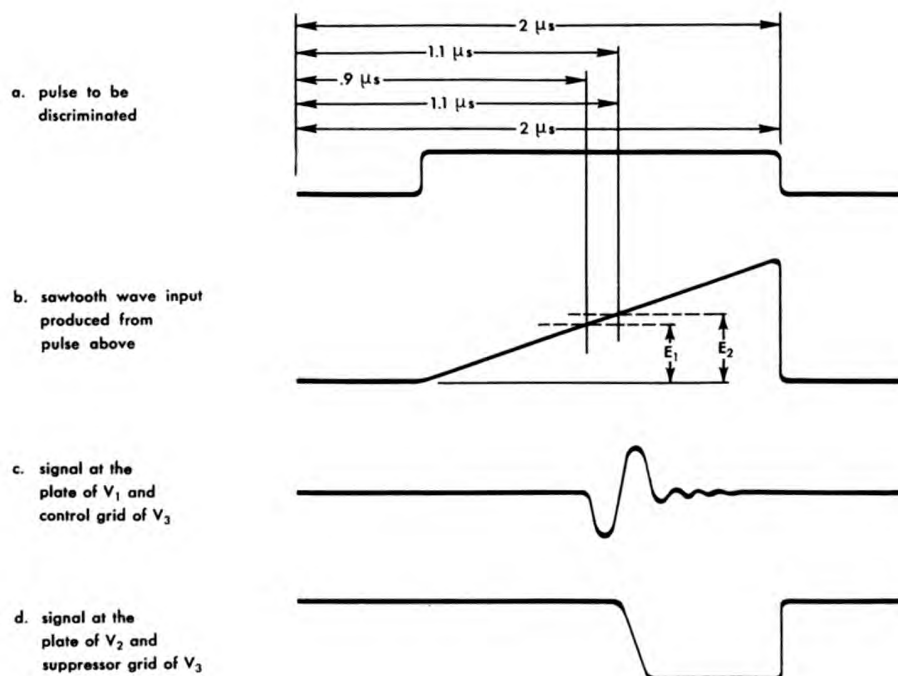 2 μs
1.1 μs
.9 μs
a. pulse to be
discriminated
1.1 μs
2 μs
b. sawtooth wave input
produced from
pulse above
E₁
E₂
c. signal at the
plate of V₁ and
control grid of V₃
d. signal at the
plate of V₂ and
suppressor grid of V₃